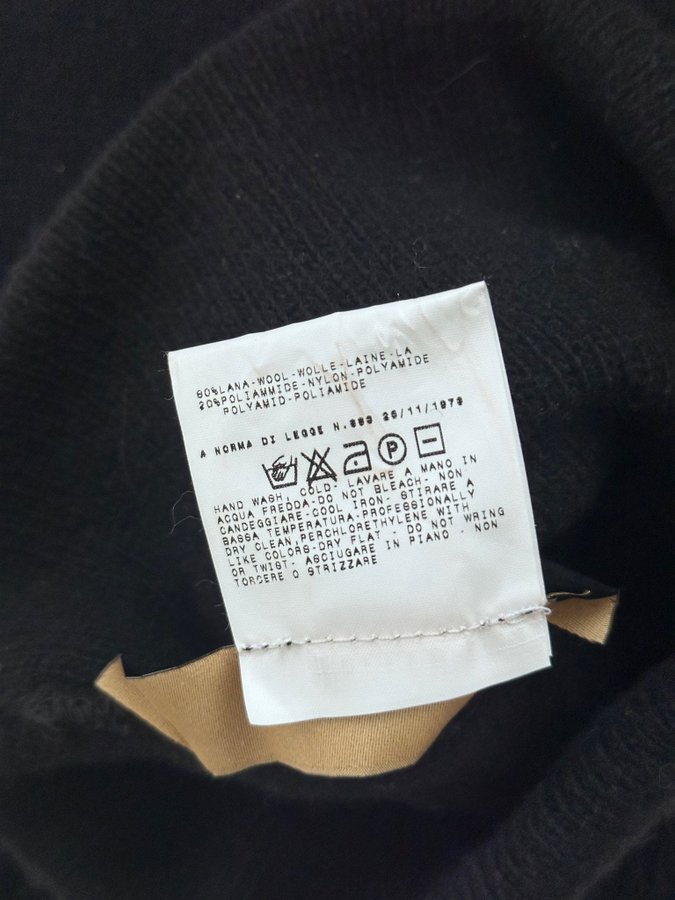 80%LANA-WOOL-WOLLE-LAINE-LA
20%POLIAMMIDE-NYLON-POLYAMIDE
POLYAMID-POLIAMIDE
A NORMA DI LEGGE N.883 26/11/1973
P
HAND WASH, COLD- LAVARE A MANO IN
ACQUA FREDDA-DO NOT BLEACH- NON
CANDEGGIARE-COOL IRON- STIRARE A
BASSA TEMPERATURA-PROFESSIONALLY
DRY CLEAN,PERCHLORETHYLENE WITH
LIKE COLORS-DRY FLAT - DO NOT WRING
OR TWIST- ASCIUGARE IN PIANO - NON
TORCERE O STRIZZARE